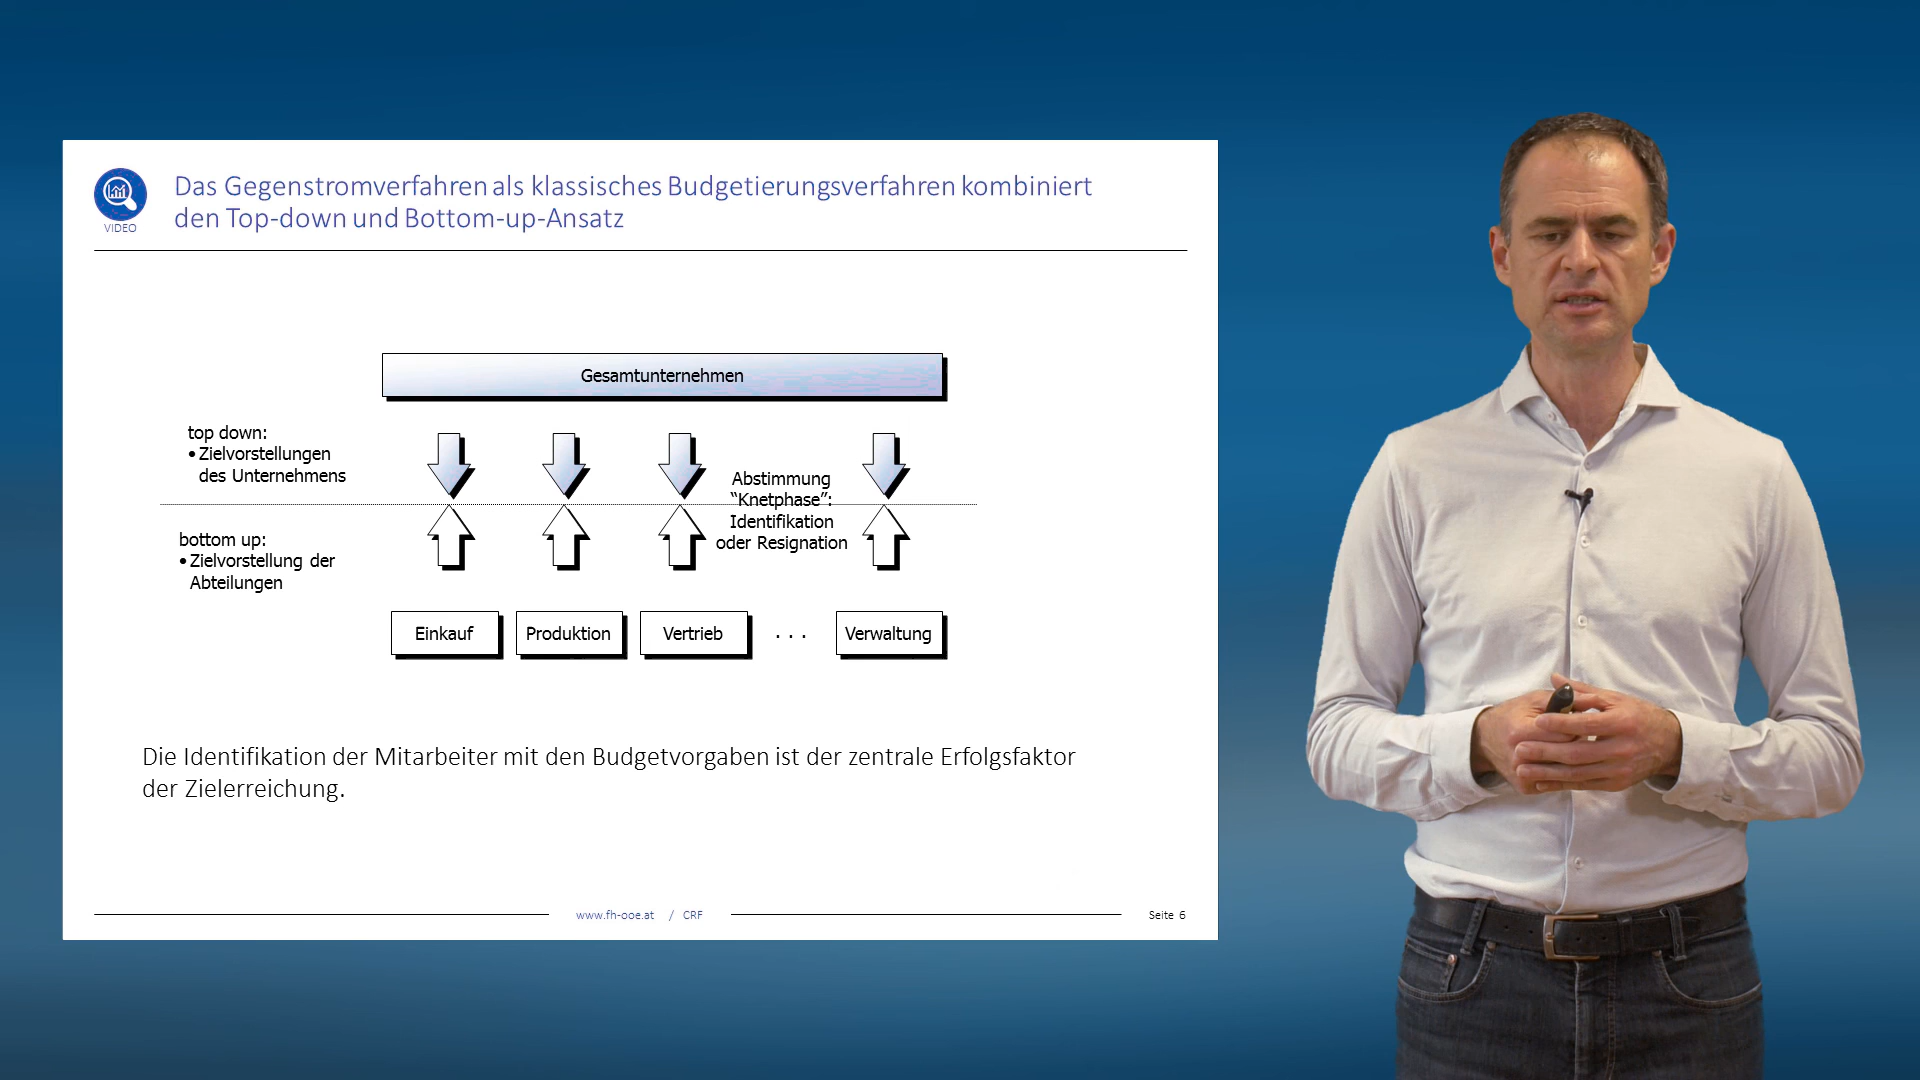 VIDEO
Das Gegenstromverfahren als klassisches Budgetierungsverfahren kombiniert
den Top-down und Bottom-up-Ansatz
Gesamtunternehmen
top down:
• Zielvorstellungen
des Unternehmens
Abstimmung
“Knetphase”:
Identifikation
oder Resignation
bottom up:
• Zielvorstellung der
Abteilungen
Einkauf
Produktion
Vertrieb
. . .
Verwaltung
Die Identifikation der Mitarbeiter mit den Budgetvorgaben ist der zentrale Erfolgsfaktor
der Zielerreichung.
www.fh-ooe.at / CRF
Seite 6